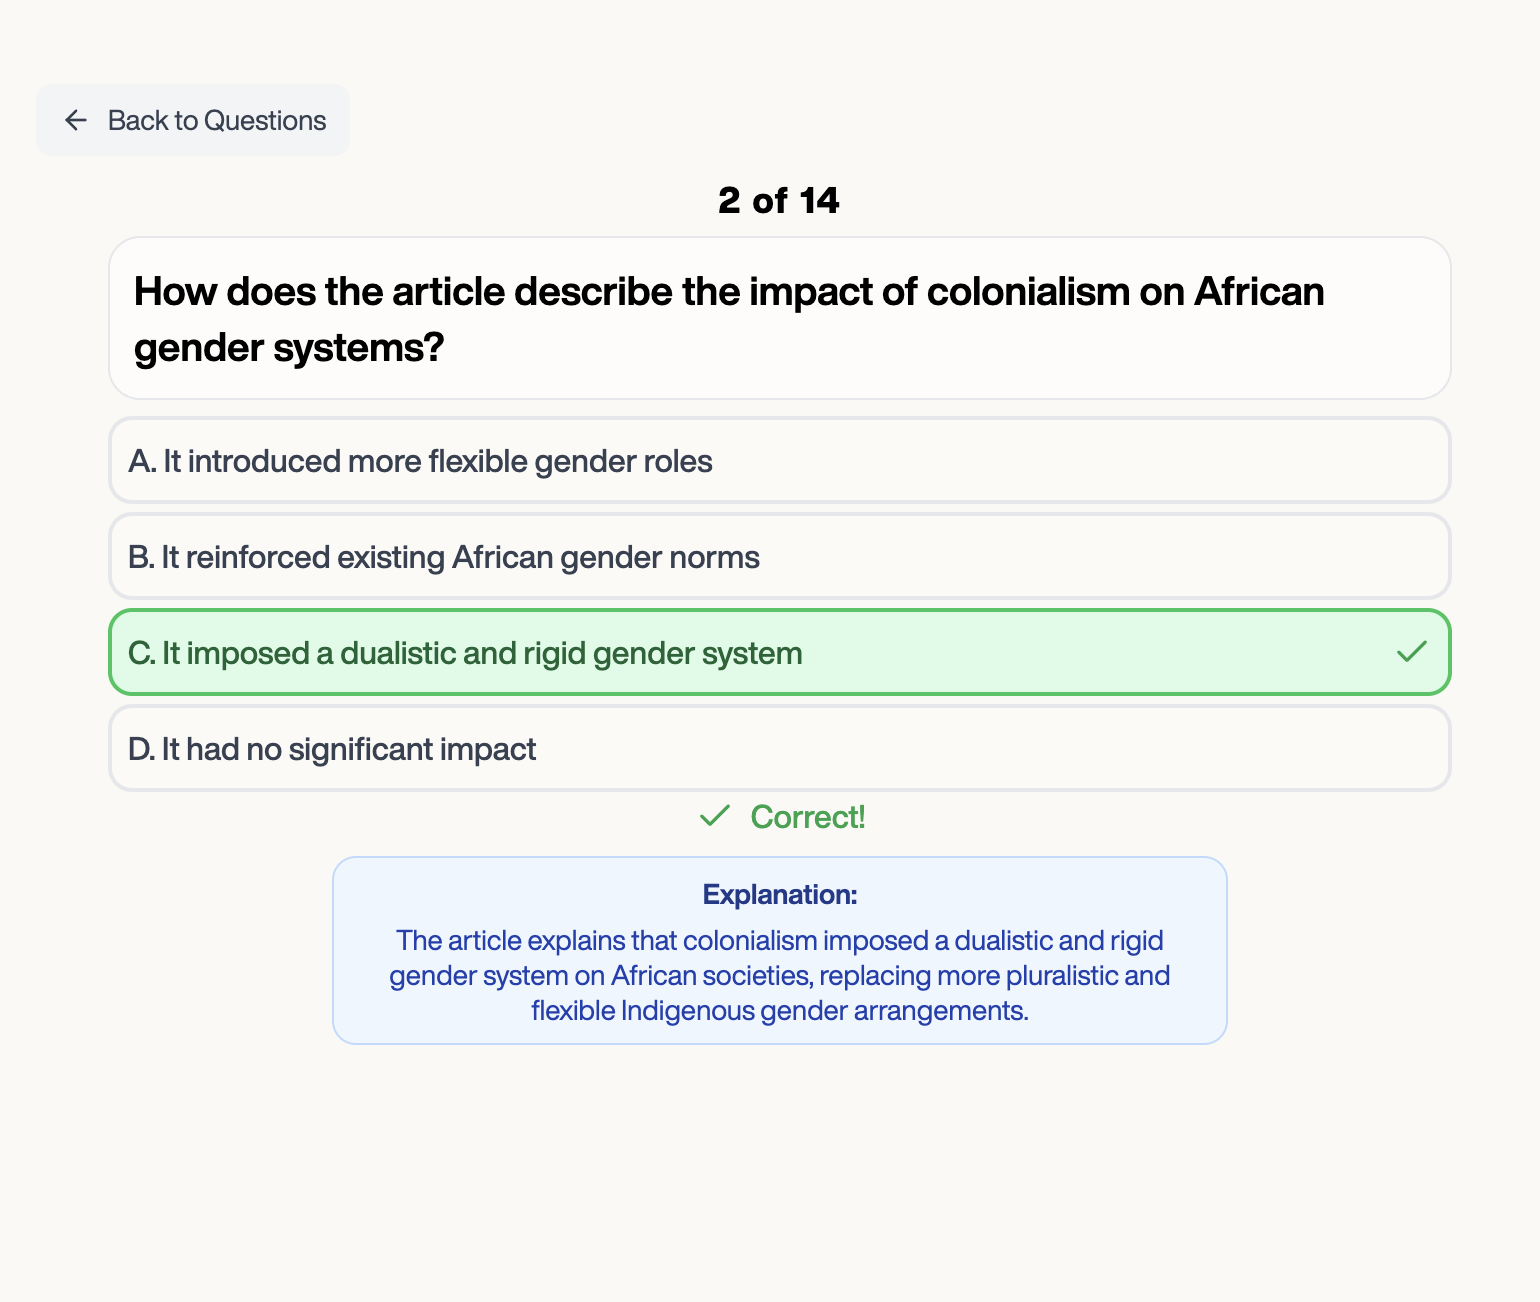 Back to Questions
2 of 14
How does the article describe the impact of colonialism on African
gender systems?
A. It introduced more flexible gender roles
B. It reinforced existing African gender norms
C. It imposed a dualistic and rigid gender system
D. It had no significant impact
Correct!
Explanation:
The article explains that colonialism imposed a dualistic and rigid
gender system on African societies, replacing more pluralistic and
flexible Indigenous gender arrangements.